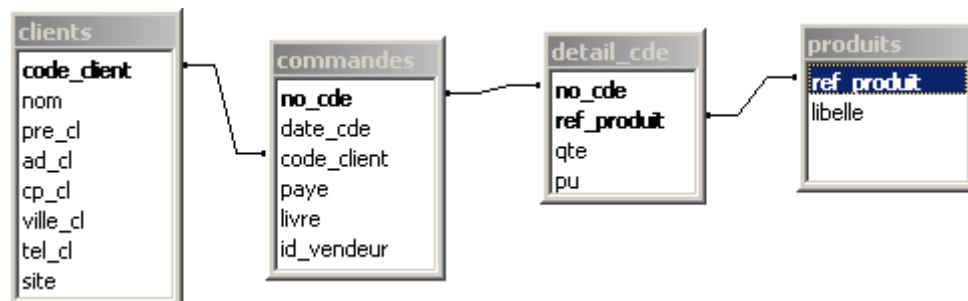 clients
code_client
nom
pre_cl
ad_cl
cp_cl
ville_cl
tel_cl
site
commandes
no_cde
date_cde
code_client
paye
livre
id_vendeur
detail_cde
no_cde
ref_produit
qte
pu
produits
ref_produit
libelle